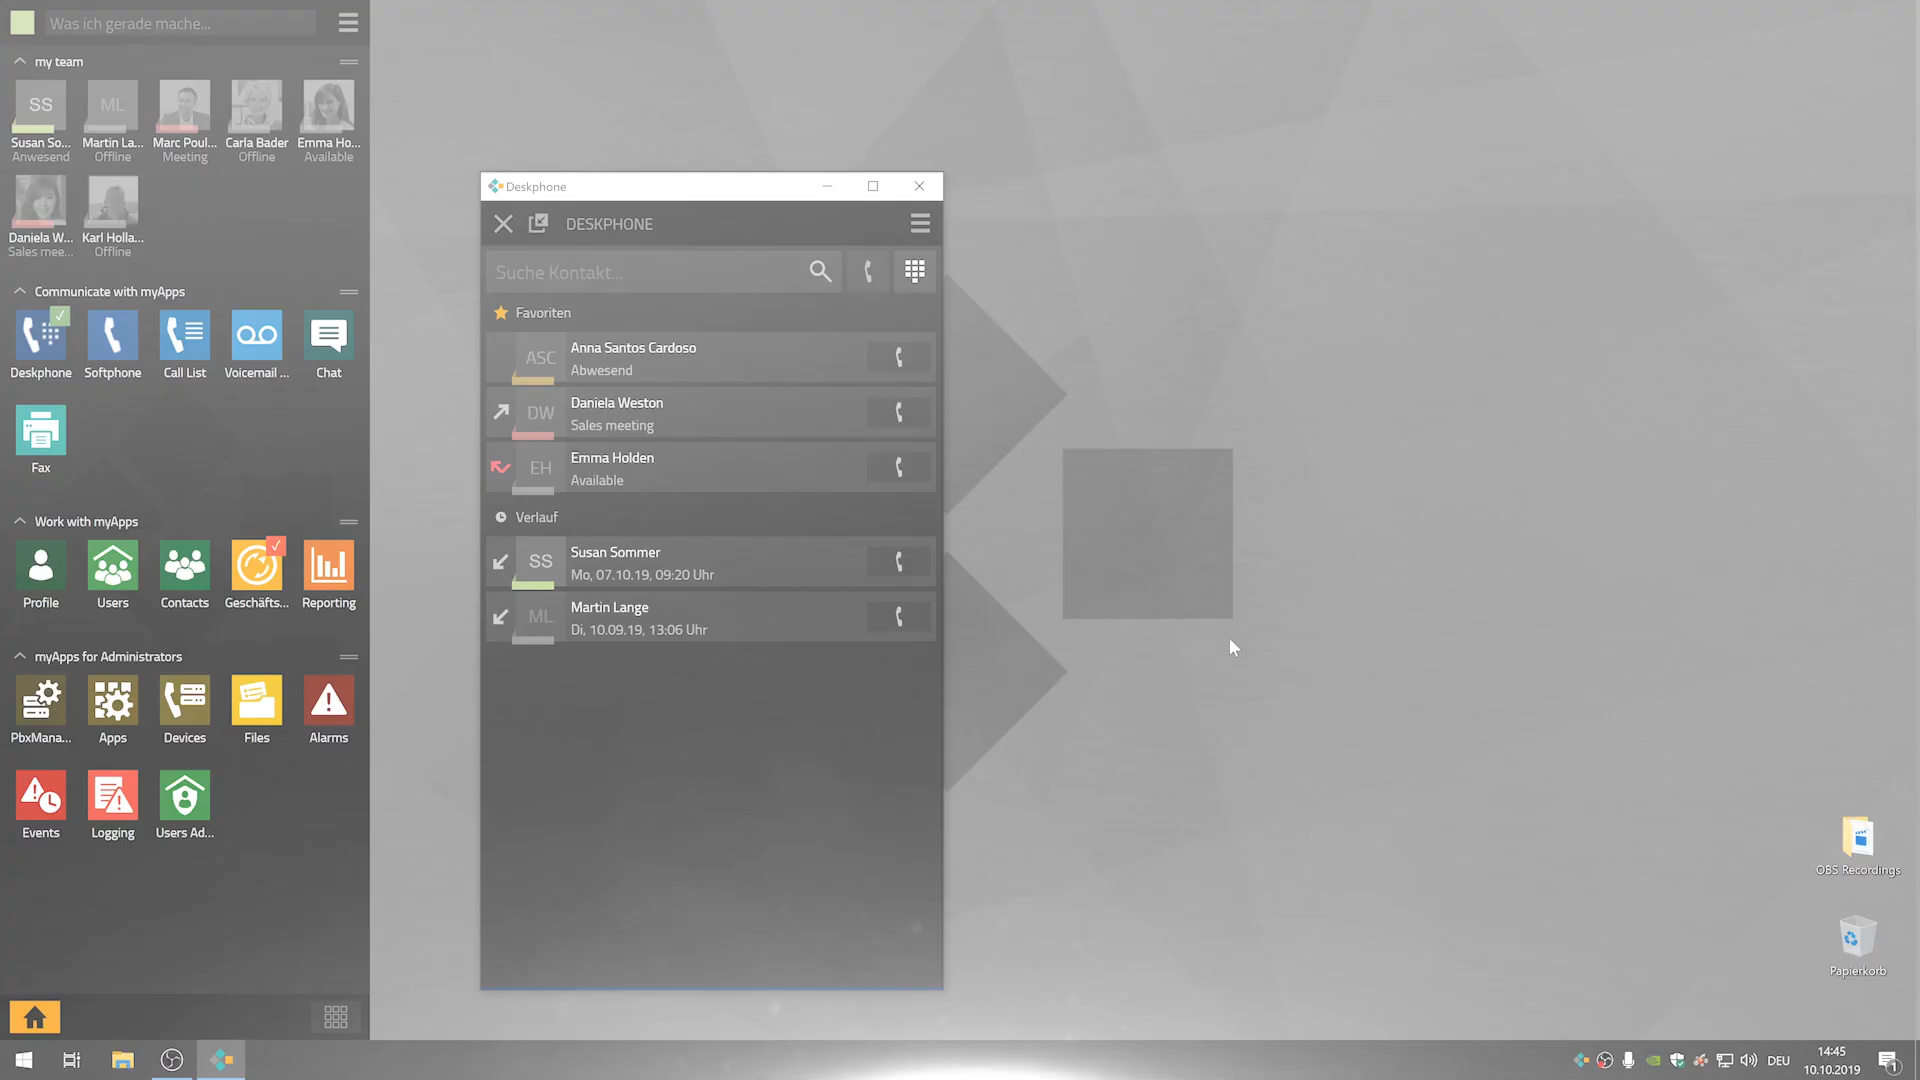 Was ich gerade mache...
my team
SS
ML
Susan So...
Martin La...
Marc Poul...
Carla Bader
Emma Ho...
Anwesend
Offline
Meeting
Offline
Available
Daniela W...
Karl Holla...
Sales mee...
Offline
Communicate with myApps
Deskphone
Softphone
Call List
Voicemail ...
Chat
Fax
Work with myApps
Profile
Users
Contacts
Geschäfts...
Reporting
myApps for Administrators
PbxMana...
Apps
Devices
Files
Alarms
Events
Logging
Users Ad...
Deskphone
DESKPHONE
Suche Kontakt...
Favoriten
ASC
Anna Santos Cardoso
Abwesend
DW
Daniela Weston
Sales meeting
EH
Emma Holden
Available
Verlauf
SS
Susan Sommer
Mo, 07.10.19, 09:20 Uhr
ML
Martin Lange
Di, 10.09.19, 13:06 Uhr
OBS Recordings
Papierkorb
DEU
14:45
10.10.2019
1